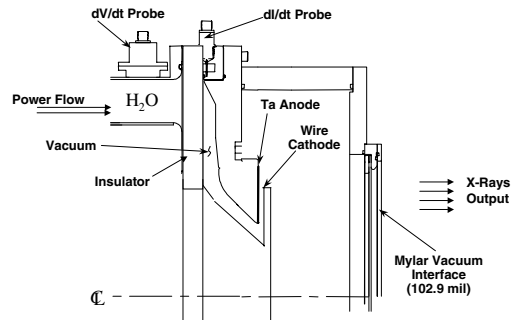 dV/dt Probe
dI/dt Probe
Power Flow
H₂O
Ta Anode
Wire
Cathode
Vacuum
Insulator
X-Rays
Output
Mylar Vacuum
Interface
(102.9 mil)
℄